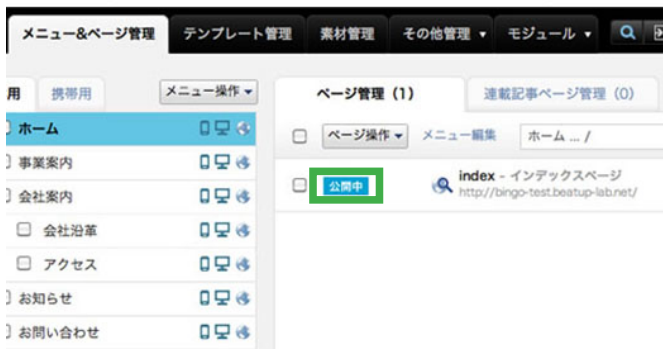 メニュー&ページ管理 テンプレート管理 素材管理 その他管理 ▼ モジュール ▼
用 携帯用 メニュー操作 ▼ ページ管理 (1) 連載記事ページ管理 (0)
ホーム
ページ操作 ▼ メニュー編集 ホーム ... /
事業案内
公開中 index - インデックスページ
http://bingo-test.beatup-lab.net/
会社案内
会社沿革
アクセス
お知らせ
お問い合わせ